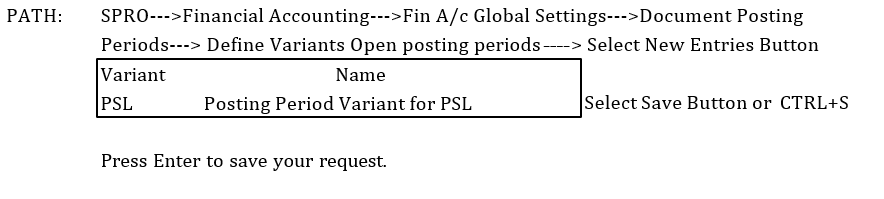 PATH: SPRO--->Financial Accounting--->Fin A/c Global Settings--->Document Posting
Periods---> Define Variants Open posting periods----> Select New Entries Button
Variant Name
PSL Posting Period Variant for PSL Select Save Button or CTRL+S
Press Enter to save your request.